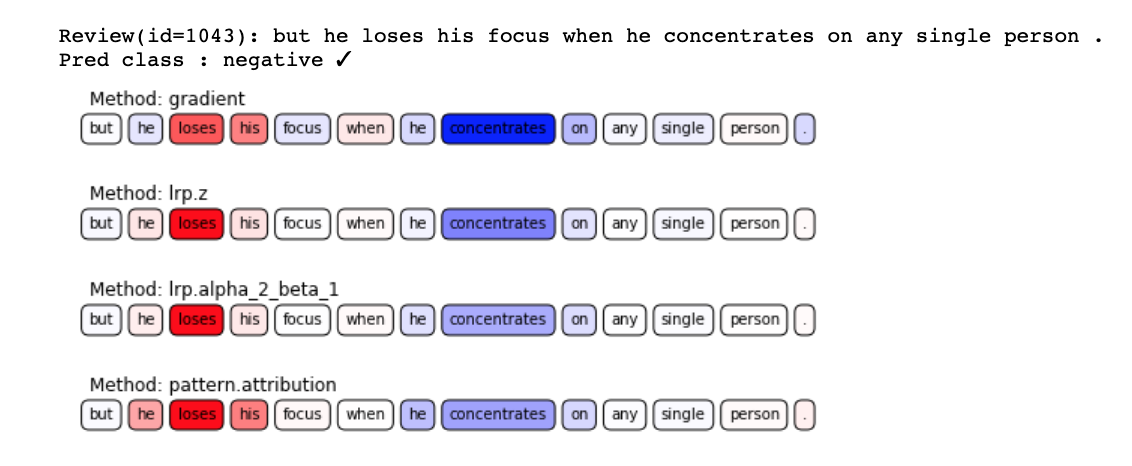 Review(id=1043): but he loses his focus when he concentrates on any single person .
Pred class : negative ✓
Method: gradient
but he loses his focus when he concentrates on any single person .
Method: lrp.z
but he loses his focus when he concentrates on any single person .
Method: lrp.alpha_2_beta_1
but he loses his focus when he concentrates on any single person .
Method: pattern.attribution
but he loses his focus when he concentrates on any single person .